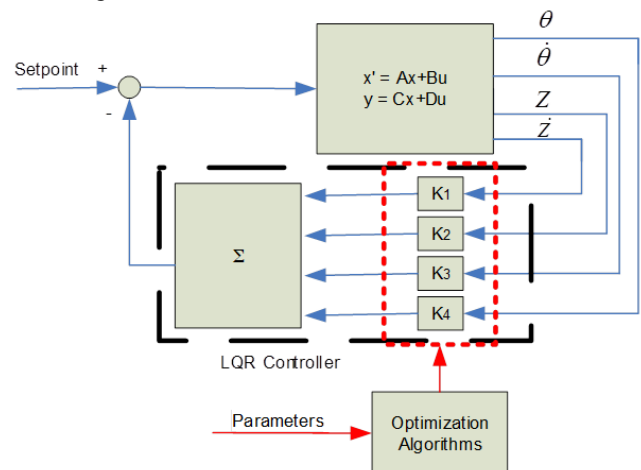 θ
θ̇
Z
Ż
Setpoint
+
-
x' = Ax+Bu
y = Cx+Du
K1
K2
K3
K4
Σ
LQR Controller
Parameters
Optimization
Algorithms